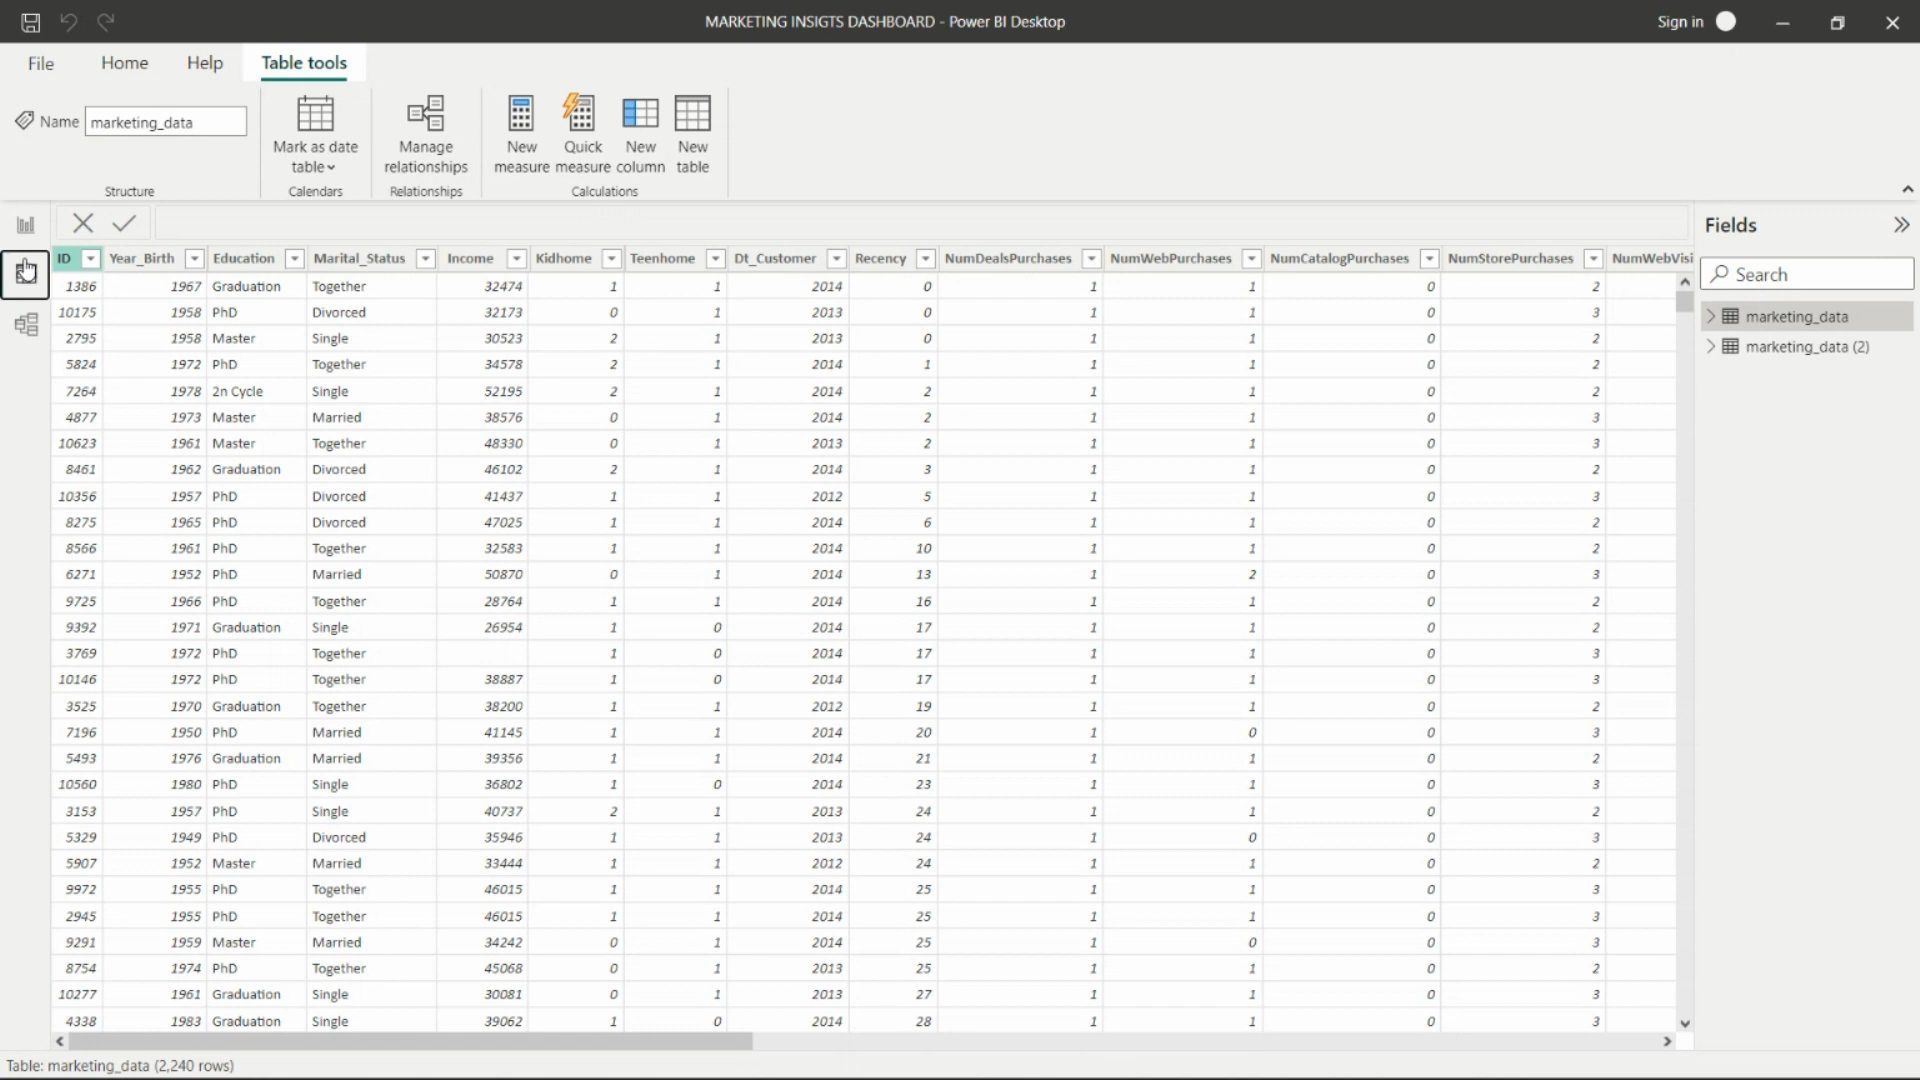 MARKETING INSIGTS DASHBOARD - Power BI Desktop
Sign in
File Home Help Table tools
Name marketing_data
Mark as date table
Manage relationships
New measure
Quick measure
New column
New table
Structure Calendars Relationships Calculations
Fields
Search
marketing_data
marketing_data (2)
ID Year_Birth Education Marital_Status Income Kidhome Teenhome Dt_Customer Recency NumDealsPurchases NumWebPurchases NumCatalogPurchases NumStorePurchases NumWebVisi
1386 1967 Graduation Together 32474 1 1 2014 0 1 1 0 2
10175 1958 PhD Divorced 32173 0 1 2013 0 1 1 0 3
2795 1958 Master Single 30523 2 1 2013 0 1 1 0 2
5824 1972 PhD Together 34578 2 1 2014 1 1 1 0 2
7264 1978 2n Cycle Single 52195 2 1 2014 2 1 1 0 2
4877 1973 Master Married 38576 0 1 2014 2 1 1 0 3
10623 1961 Master Together 48330 0 1 2013 2 1 1 0 3
8461 1962 Graduation Divorced 46102 2 1 2014 3 1 1 0 2
10356 1957 PhD Divorced 41437 1 1 2012 5 1 1 0 3
8275 1965 PhD Divorced 47025 1 1 2014 6 1 1 0 2
8566 1961 PhD Together 32583 1 1 2014 10 1 1 0 2
6271 1952 PhD Married 50870 0 1 2014 13 1 2 0 3
9725 1966 PhD Together 28764 1 1 2014 16 1 1 0 2
9392 1971 Graduation Single 26954 1 0 2014 17 1 1 0 2
3769 1972 PhD Together 1 0 2014 17 1 1 0 3
10146 1972 PhD Together 38887 1 0 2014 17 1 1 0 3
3525 1970 Graduation Together 38200 1 1 2012 19 1 1 0 2
7196 1950 PhD Married 41145 1 1 2014 20 1 0 0 3
5493 1976 Graduation Married 39356 1 1 2014 21 1 1 0 2
10560 1980 PhD Single 36802 1 0 2014 23 1 1 0 3
3153 1957 PhD Single 40737 2 1 2013 24 1 1 0 2
5329 1949 PhD Divorced 35946 1 1 2013 24 1 0 0 3
5907 1952 Master Married 33444 1 1 2012 24 1 1 0 2
9972 1955 PhD Together 46015 1 1 2014 25 1 1 0 3
2945 1955 PhD Together 46015 1 1 2014 25 1 1 0 3
9291 1959 Master Married 34242 0 1 2014 25 1 0 0 3
8754 1974 PhD Together 45068 0 1 2013 25 1 1 0 2
10277 1961 Graduation Single 30081 0 1 2013 27 1 1 0 3
4338 1983 Graduation Single 39062 1 0 2014 28 1 1 0 3
Table: marketing_data (2,240 rows)